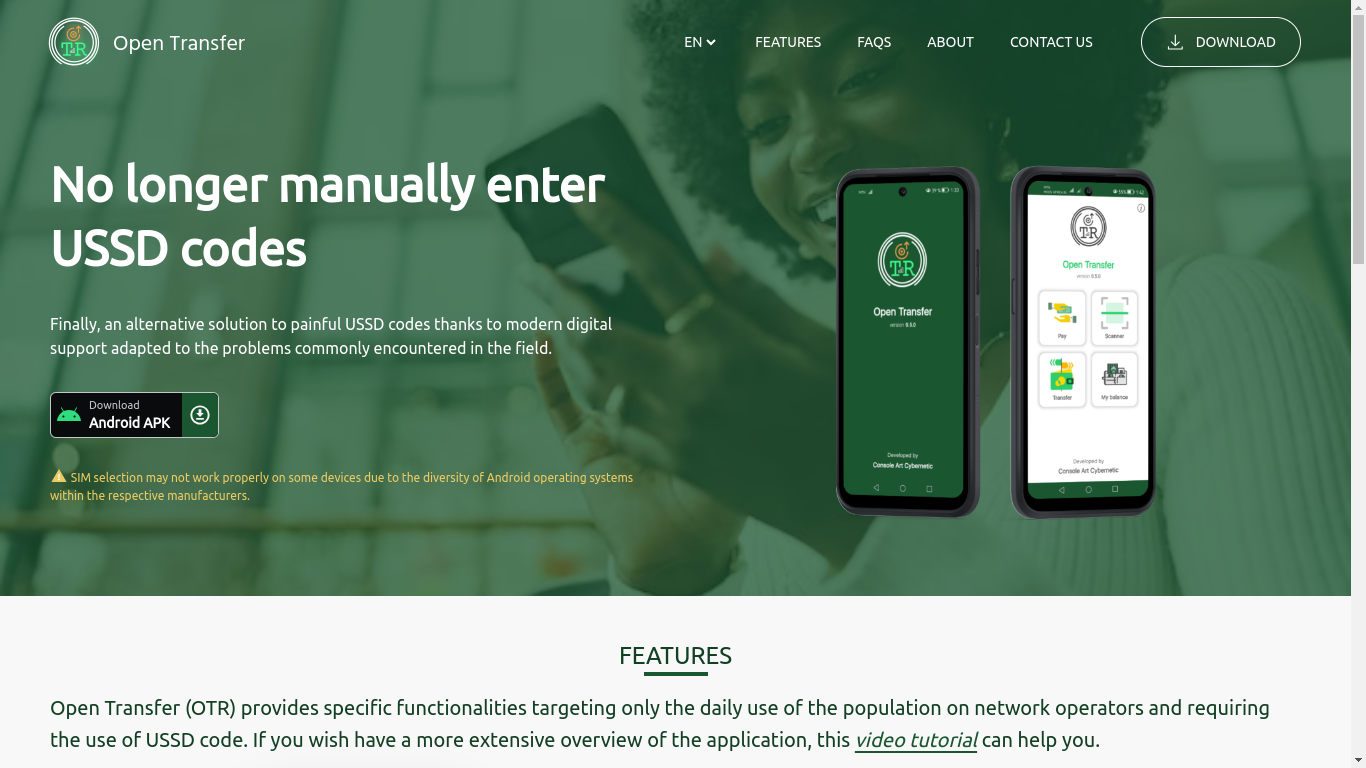 Open Transfer
EN
FEATURES
FAQS
ABOUT
CONTACT US
DOWNLOAD
No longer manually enter
USSD codes
Finally, an alternative solution to painful USSD codes thanks to modern digital
support adapted to the problems commonly encountered in the field.
Download
Android APK
SIM selection may not work properly on some devices due to the diversity of Android operating systems
within the respective manufacturers.
Open Transfer
version 0.5.0
Developed by
Console Art Cybernetic
Open Transfer
version 0.5.0
Pay
Scanner
Transfer
My balance
Developed by
Console Art Cybernetic
FEATURES
Open Transfer (OTR) provides specific functionalities targeting only the daily use of the population on network operators and requiring
the use of USSD code. If you wish have a more extensive overview of the application, this video tutorial can help you.